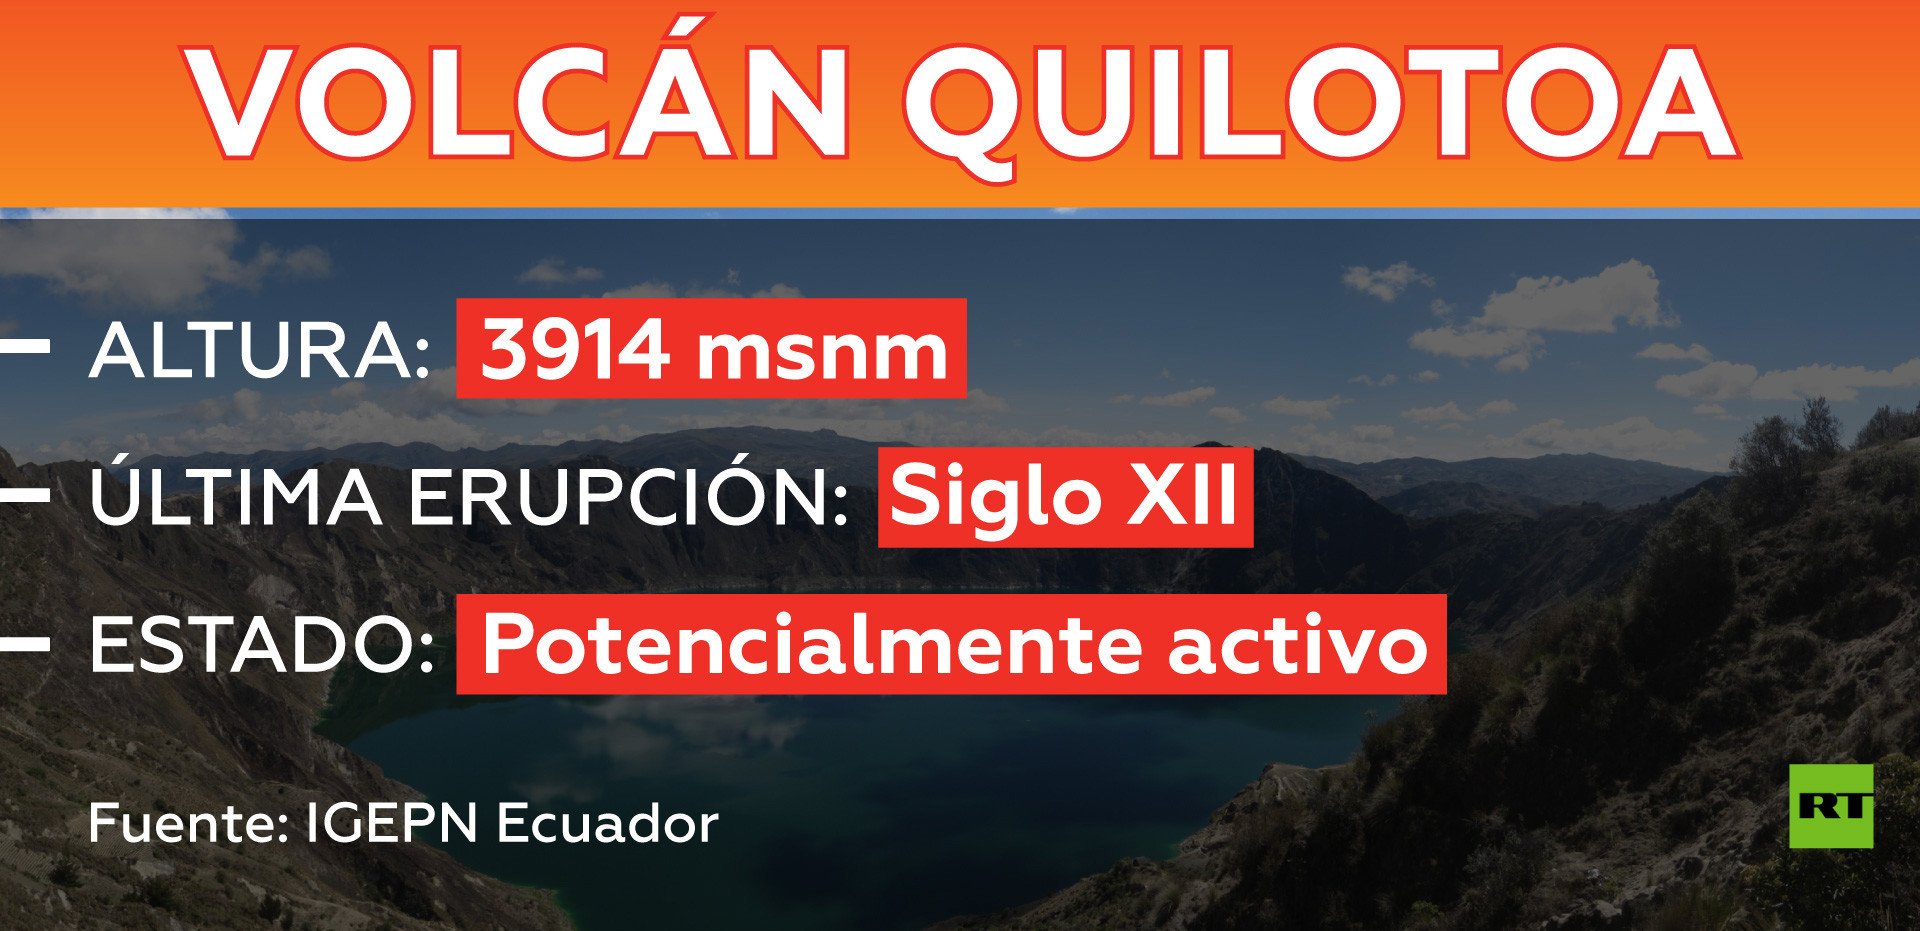 VOLCÁN QUILOTOA
ALTURA: 3914 msnm
ÚLTIMA ERUPCIÓN: Siglo XII
ESTADO: Potencialmente activo
Fuente: IGEPN Ecuador
RT